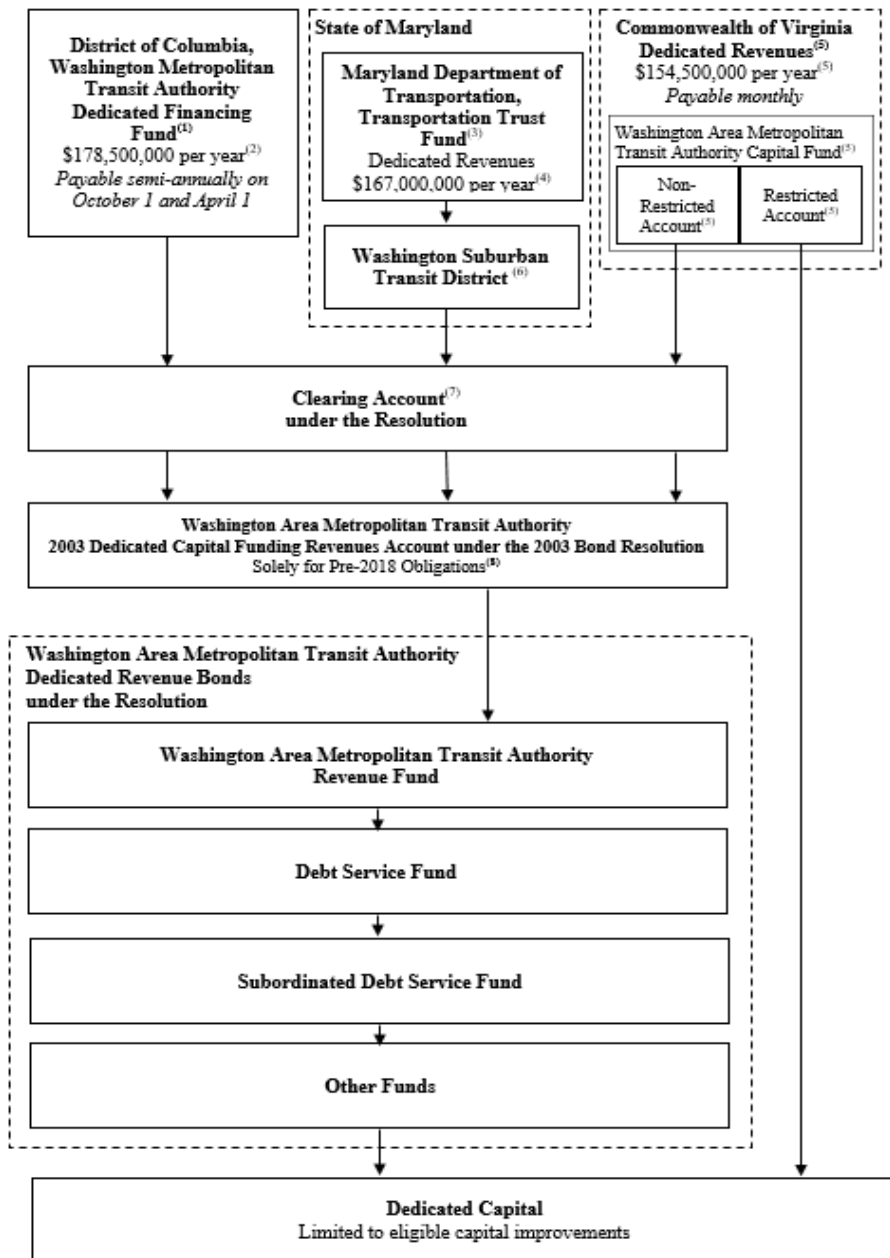 District of Columbia,
Washington Metropolitan
Transit Authority
Dedicated Financing
Fund(1)
$178,500,000 per year(2)
Payable semi-annually on
October 1 and April 1
State of Maryland
Maryland Department of
Transportation,
Transportation Trust
Fund(3)
Dedicated Revenues
$167,000,000 per year(4)
Washington Suburban
Transit District (6)
Commonwealth of Virginia
Dedicated Revenues(5)
$154,500,000 per year(5)
Payable monthly
Washington Area Metropolitan
Transit Authority Capital Fund(5)
Non-
Restricted
Account(5)
Restricted
Account(5)
Clearing Account(7)
under the Resolution
Washington Area Metropolitan Transit Authority
2003 Dedicated Capital Funding Revenues Account under the 2003 Bond Resolution
Solely for Pre-2018 Obligations(8)
Washington Area Metropolitan Transit Authority
Dedicated Revenue Bonds
under the Resolution
Washington Area Metropolitan Transit Authority
Revenue Fund
Debt Service Fund
Subordinated Debt Service Fund
Other Funds
Dedicated Capital
Limited to eligible capital improvements